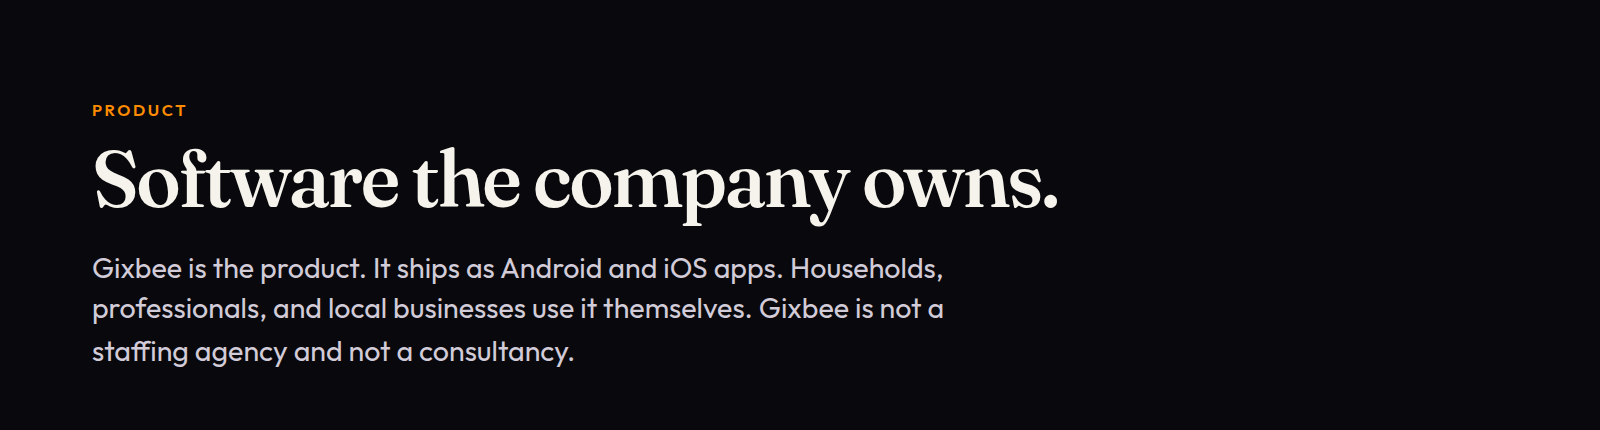 PRODUCT
Software the company owns.
Gixbee is the product. It ships as Android and iOS apps. Households,
professionals, and local businesses use it themselves. Gixbee is not a
staffing agency and not a consultancy.